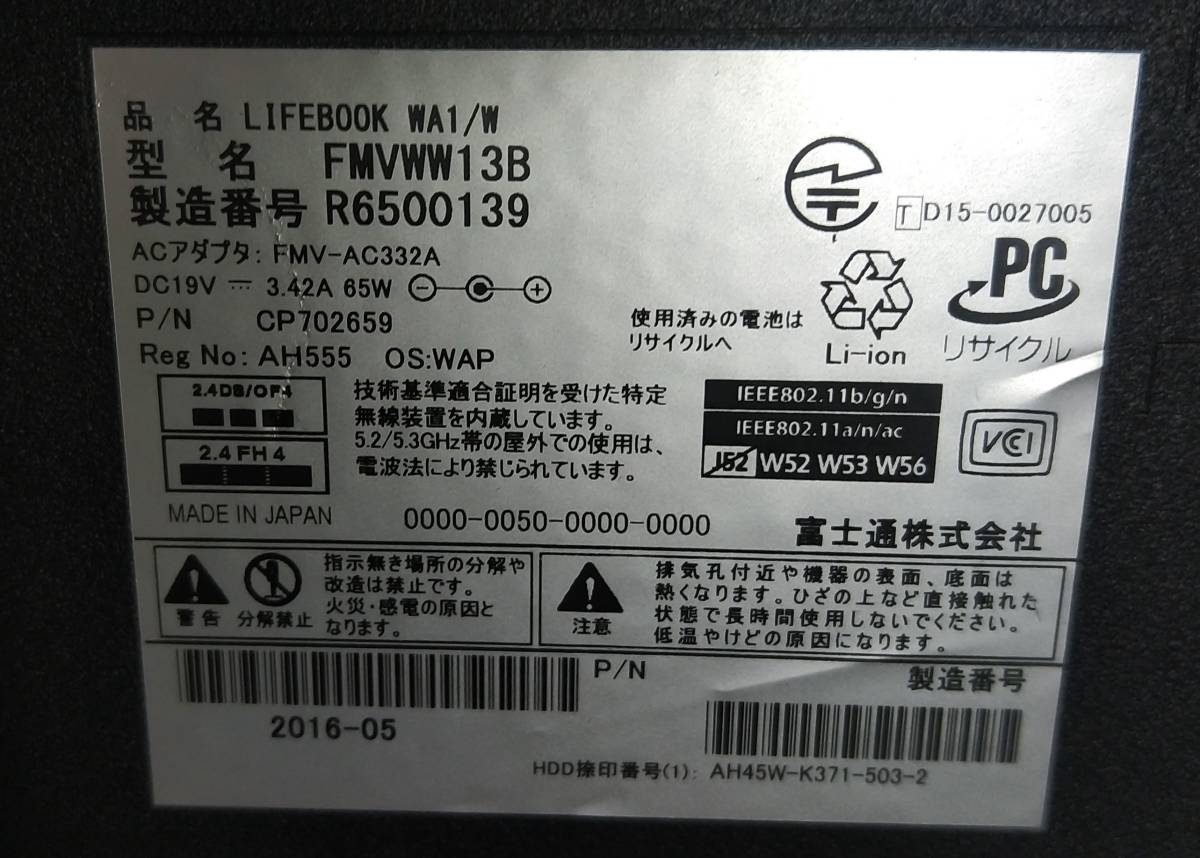 品 名 LIFEBOOK WA1/W
型 名 FMVWW13B
製造番号 R6500139
ACアダプタ: FMV-AC332A
DC19V ⎓ 3.42A 65W
P/N CP702659
Reg No: AH555 OS:WAP
T D15-0027005
使用済みの電池は
リサイクルへ
Li-ion
PC
リサイクル
2.4DS/OF4
2.4FH4
技術基準適合証明を受けた特定
無線装置を内蔵しています。
5.2/5.3GHz帯の屋外での使用は、
電波法により禁じられています。
IEEE802.11b/g/n
IEEE802.11a/n/ac
J52 W52 W53 W56
VCCI
MADE IN JAPAN
0000-0050-0000-0000
富士通株式会社
警告
分解禁止
指示無き場所の分解や
改造は禁止です。
火災・感電の原因と
なります。
注意
排気孔付近や機器の表面、底面は
熱くなります。ひざの上など直接触れた
状態で長時間使用しないでください。
低温やけどの原因になります。
P/N
製造番号
2016-05
HDD捺印番号(1): AH45W-K371-503-2